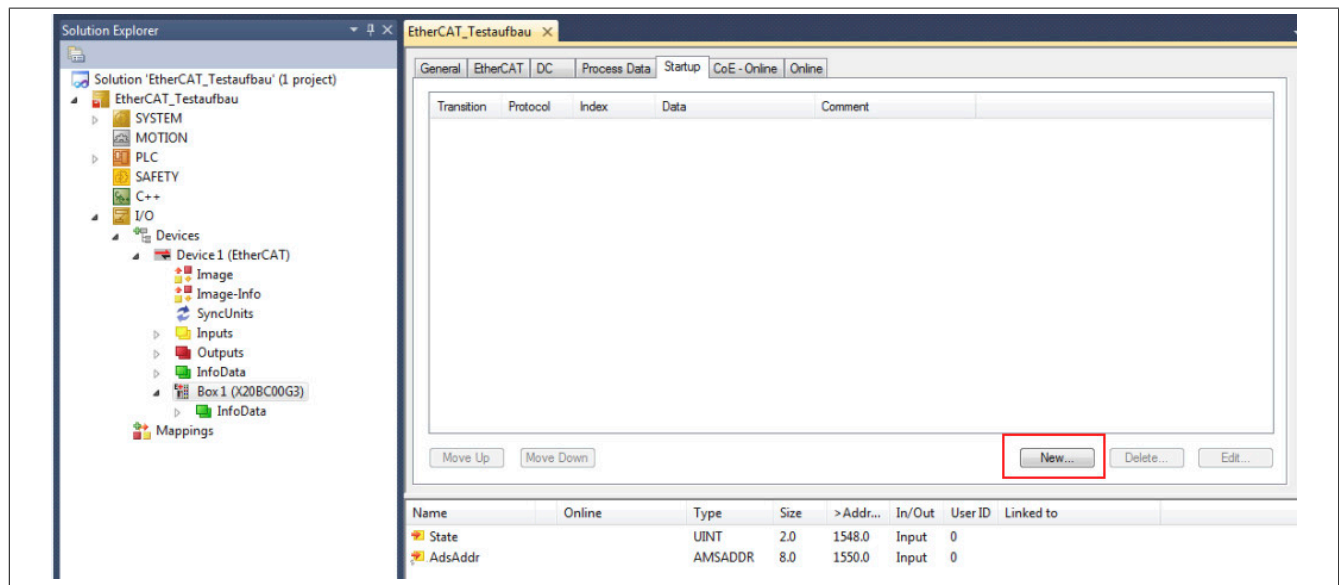 Solution Explorer
Solution 'EtherCAT_Testaufbau' (1 project)
EtherCAT_Testaufbau
SYSTEM
MOTION
PLC
SAFETY
C++
I/O
Devices
Device 1 (EtherCAT)
Image
Image-Info
SyncUnits
Inputs
Outputs
InfoData
Box 1 (X20BC00G3)
InfoData
Mappings
EtherCAT_Testaufbau
General EtherCAT DC Process Data Startup CoE - Online Online
Transition Protocol Index Data Comment
Move Up Move Down New... Delete... Edit...
Name Online Type Size >Addr... In/Out User ID Linked to
State UINT 2.0 1548.0 Input 0
AdsAddr AMSADDR 8.0 1550.0 Input 0